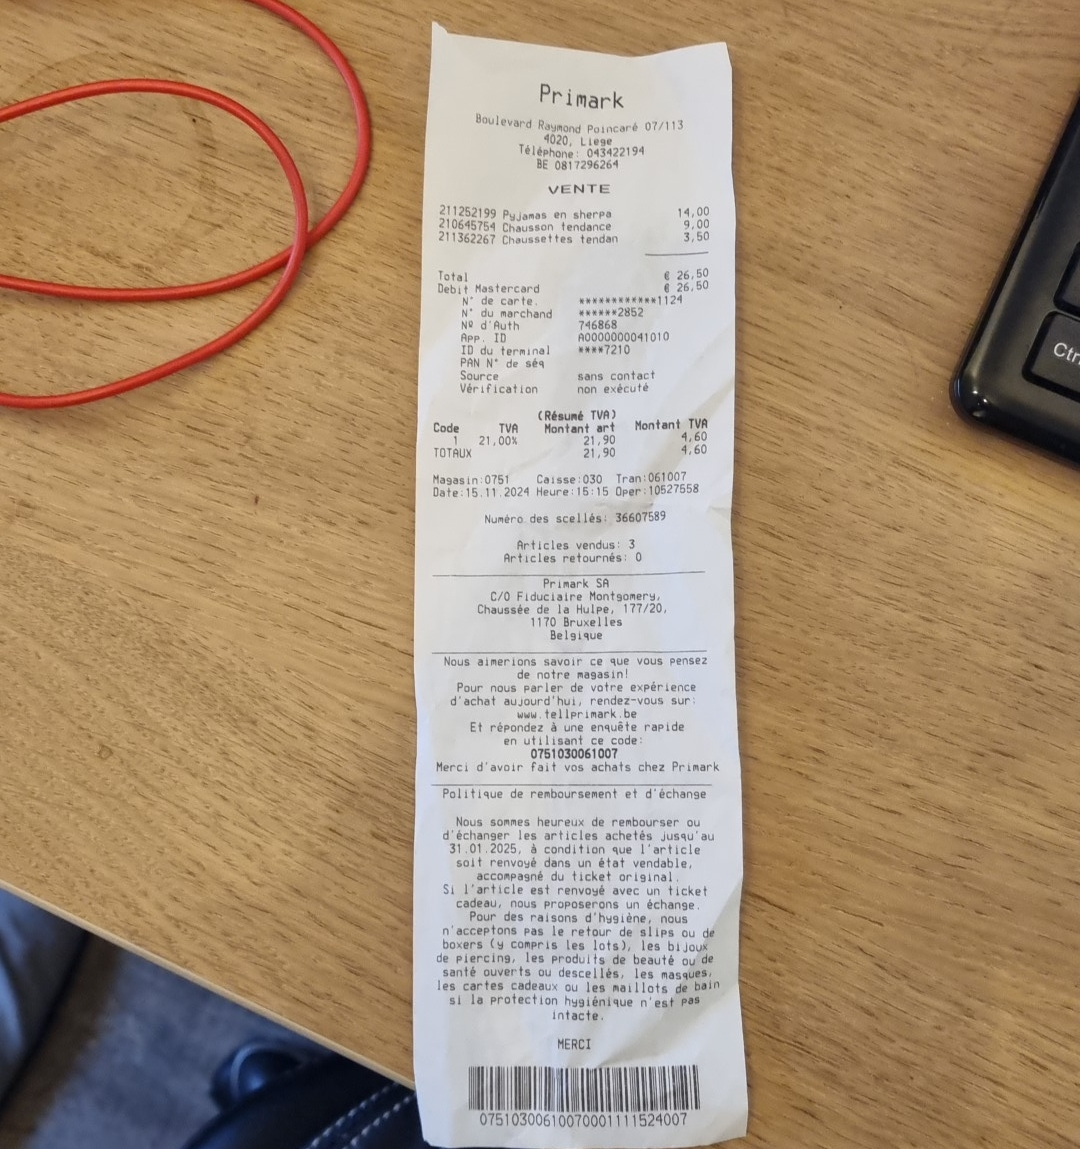 Primark
Boulevard Raymond Poincaré 07/113
4020, Liege
Téléphone: 043422194
BE 0817296264
VENTE
211252199 Pyjamas en sherpa 14,00
210645754 Chausson tendance 9,00
211362267 Chaussettes tendan 3,50
Total € 26,50
Debit Mastercard € 26,50
N° de carte. ************1124
N° du marchand ******2852
Nº d'Auth 746868
App. ID A0000000041010
ID du terminal ****7210
PAN N° de séq
Source sans contact
Vérification non exécuté
(Résumé TVA)
Code TVA Montant art Montant TVA
1 21,00% 21,90 4,60
TOTAUX 21,90 4,60
Magasin:0751 Caisse:030 Tran:061007
Date:15.11.2024 Heure:15:15 Oper:10527558
Numéro des scellés: 36607589
Articles vendus: 3
Articles retournés: 0
Primark SA
C/O Fiduciaire Montgomery,
Chaussée de la Hulpe, 177/20,
1170 Bruxelles
Belgique
Nous aimerions savoir ce que vous pensez
de notre magasin!
Pour nous parler de votre expérience
d'achat aujourd'hui, rendez-vous sur:
www.tellprimark.be
Et répondez à une enquête rapide
en utilisant ce code:
0751030061007
Merci d'avoir fait vos achats chez Primark
Politique de remboursement et d'échange
Nous sommes heureux de rembourser ou
d'échanger les articles achetés jusqu'au
31.01.2025, à condition que l'article
soit renvoyé dans un état vendable,
accompagné du ticket original.
Si l'article est renvoyé avec un ticket
cadeau, nous proposerons un échange.
Pour des raisons d'hygiène, nous
n'acceptons pas le retour de slips ou de
boxers (y compris les lots), les bijoux
de piercing, les produits de beauté ou de
santé ouverts ou descellés, les masques,
les cartes cadeaux ou les maillots de bain
si la protection hygiénique n'est pas
intacte.
MERCI
07510300610070001111524007